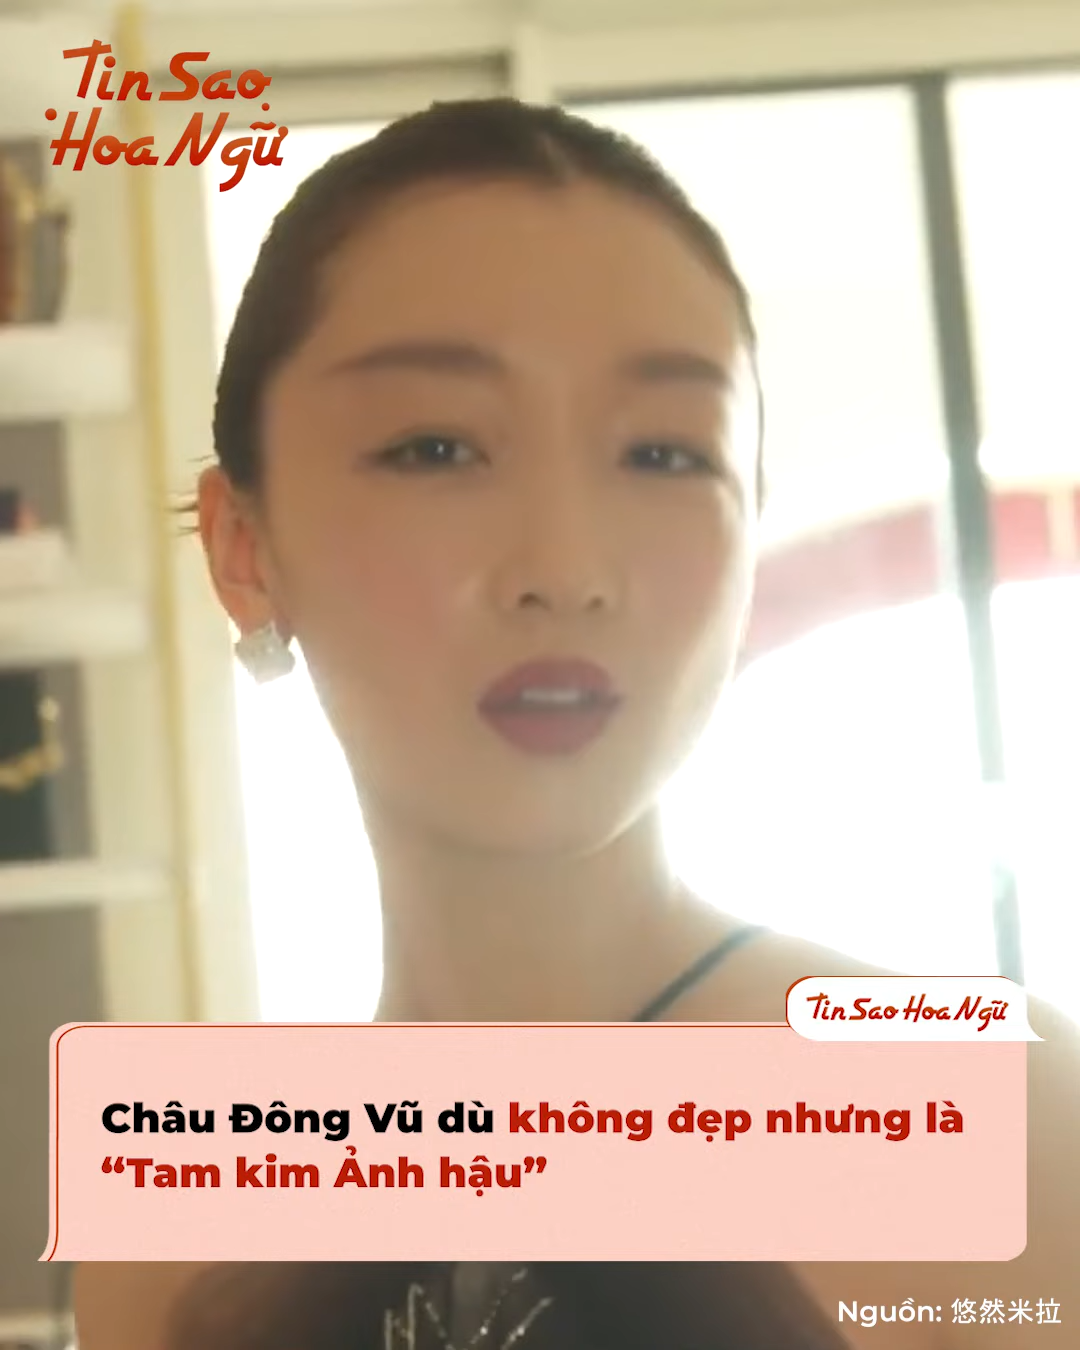 Tin Sao
Hoa Ngữ
Tin Sao Hoa Ngữ
Châu Đông Vũ dù không đẹp nhưng là
“Tam kim Ảnh hậu”
Nguồn: 悠然米拉